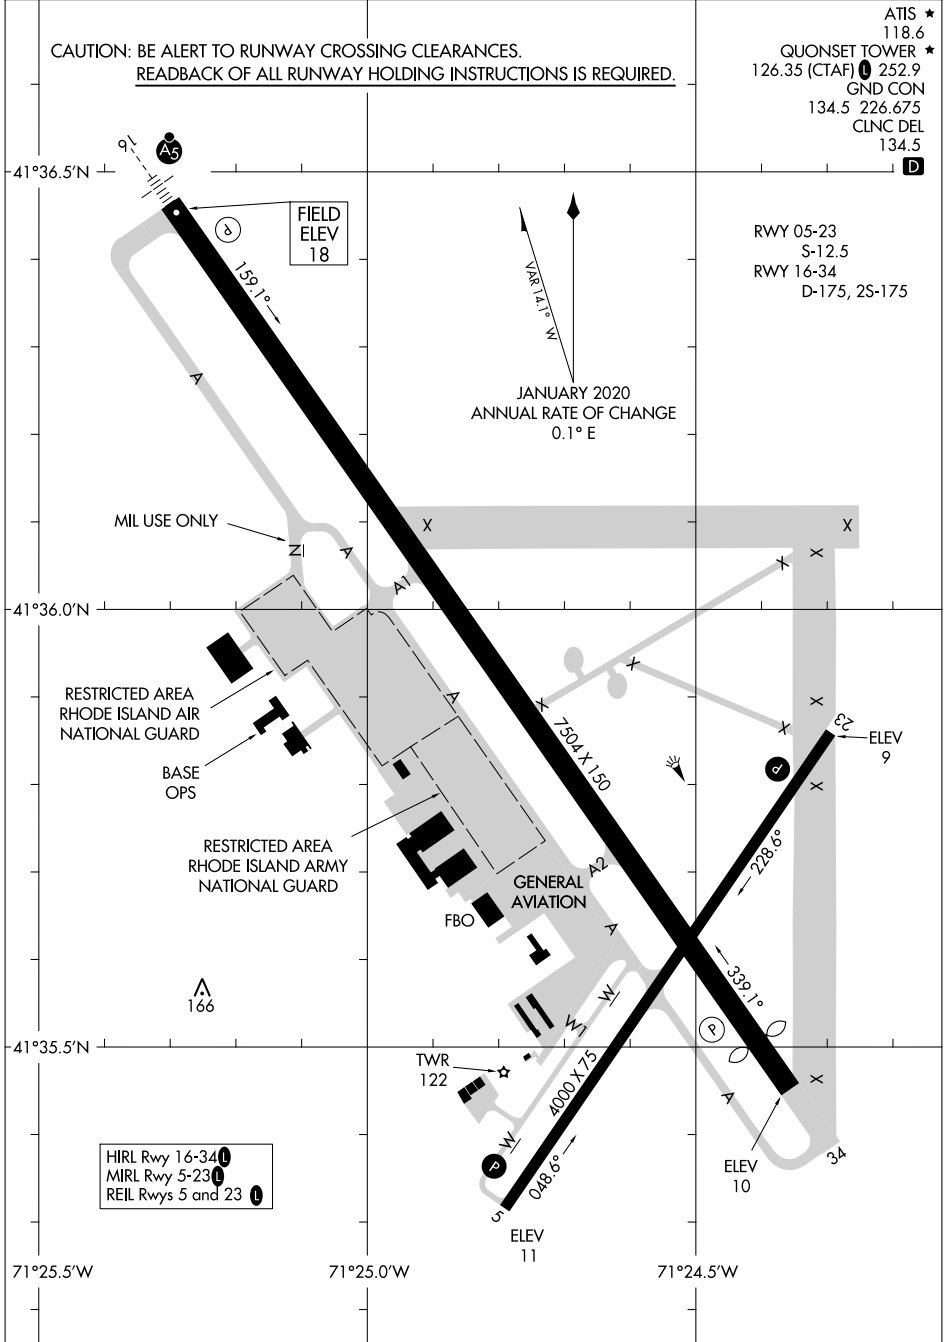 ATIS ★
118.6
CAUTION: BE ALERT TO RUNWAY CROSSING CLEARANCES.
READBACK OF ALL RUNWAY HOLDING INSTRUCTIONS IS REQUIRED.
QUONSET TOWER ★
126.35 (CTAF) L 252.9
GND CON
134.5 226.675
CLNC DEL
134.5
D
16
A5
41°36.5'N
FIELD
ELEV
18
P
159.1°
VAR 14.1° W
RWY 05-23
S-12.5
RWY 16-34
D-175, 2S-175
JANUARY 2020
ANNUAL RATE OF CHANGE
0.1° E
A
MIL USE ONLY
N
A
X
X
X
X
A1
41°36.0'N
X
RESTRICTED AREA
RHODE ISLAND AIR
NATIONAL GUARD
A
X
X
7504 X 150
X
23
ELEV
9
BASE
OPS
P
X
RESTRICTED AREA
RHODE ISLAND ARMY
NATIONAL GUARD
228.6°
A2
GENERAL
AVIATION
FBO
A
339.1°
166
W
W1
P
41°35.5'N
TWR
122
4000 X 75
X
A
W
HIRL Rwy 16-34 L
MIRL Rwy 5-23 L
REIL Rwys 5 and 23 L
P
048.6°
ELEV
10
34
5
ELEV
11
71°25.5'W
71°25.0'W
71°24.5'W